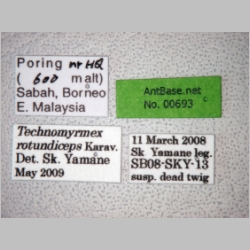 Poring nr HQ
( 600 m alt)
Sabah, Borneo
E. Malaysia
AntBase.net
No. 00693
Technomyrmex
rotundiceps Karav.
Det. Sk. Yamane
May 2009
11 March 2008
Sk Yamane leg.
SB08-SKY-13
susp. dead twig